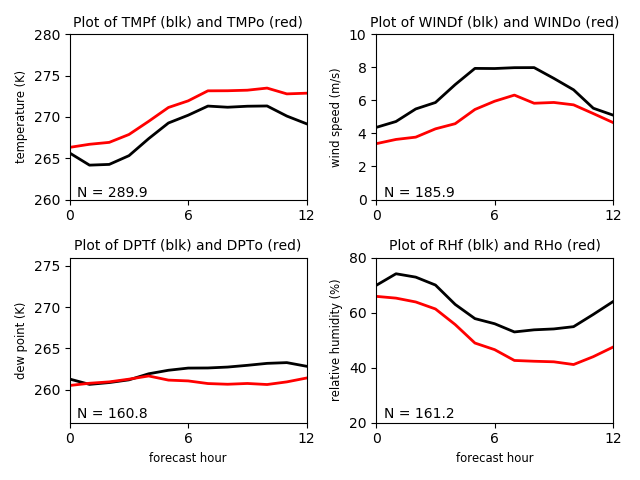 Plot of TMPf (blk) and TMPo (red)
280
275
270
265
260
temperature (K)
N = 289.9
0 6 12
Plot of WINDf (blk) and WINDo (red)
10
8
6
4
2
0
wind speed (m/s)
N = 185.9
0 6 12
Plot of DPTf (blk) and DPTo (red)
275
270
265
260
dew point (K)
N = 160.8
0 6 12
forecast hour
Plot of RHf (blk) and RHo (red)
80
60
40
20
relative humidity (%)
N = 161.2
0 6 12
forecast hour